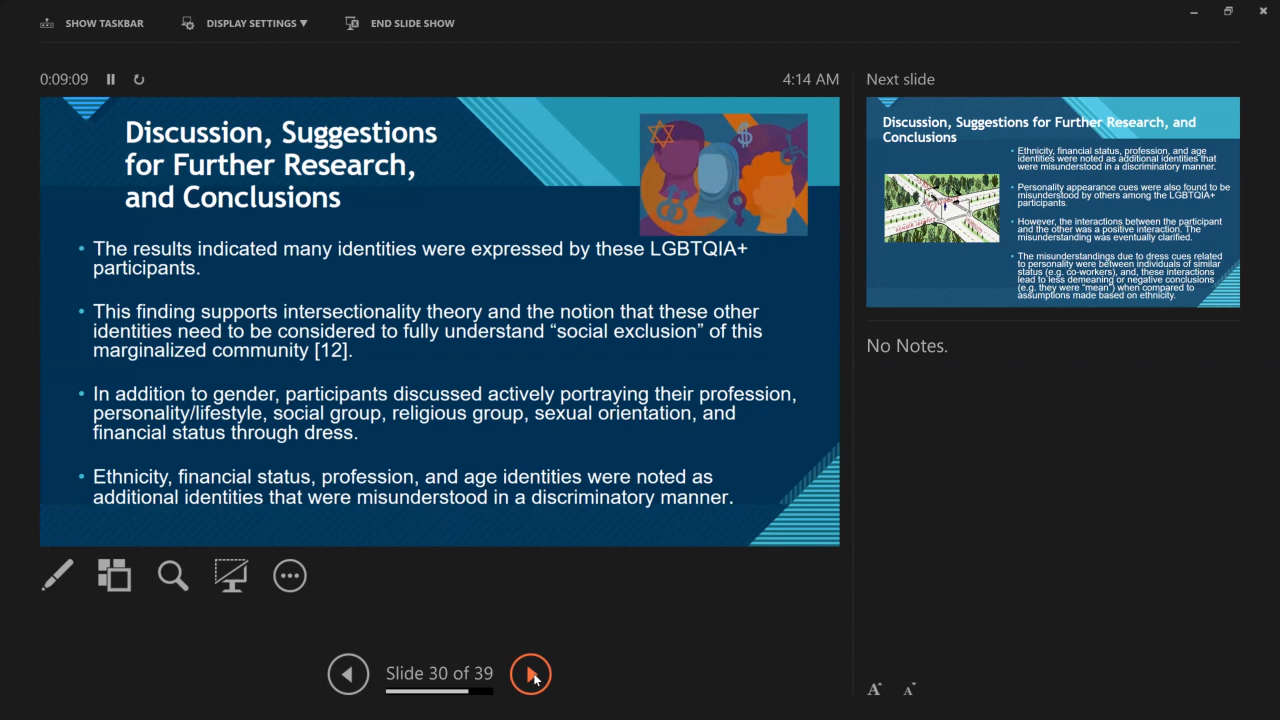 SHOW TASKBAR
DISPLAY SETTINGS ▼
END SLIDE SHOW
0:09:09
4:14 AM
Discussion, Suggestions
for Further Research,
and Conclusions
• The results indicated many identities were expressed by these LGBTQIA+
participants.
• This finding supports intersectionality theory and the notion that these other
identities need to be considered to fully understand “social exclusion” of this
marginalized community [12].
• In addition to gender, participants discussed actively portraying their profession,
personality/lifestyle, social group, religious group, sexual orientation, and
financial status through dress.
• Ethnicity, financial status, profession, and age identities were noted as
additional identities that were misunderstood in a discriminatory manner.
Slide 30 of 39
Next slide
Discussion, Suggestions for Further Research, and
Conclusions
• Ethnicity, financial status, profession, and age
identities were noted as additional identities that
were misunderstood in a discriminatory manner.
• Personality appearance cues were also found to be
misunderstood by others among the LGBTQIA+
participants.
• However, the interactions between the participant
and the other was a positive interaction. The
misunderstanding was eventually clarified.
• The misunderstandings due to dress cues related
to personality were between individuals of similar
status (e.g. co-workers), and, these interactions
lead to less demeaning or negative conclusions
(e.g. they were “mean”) when compared to
assumptions made based on ethnicity.
No Notes.
A A